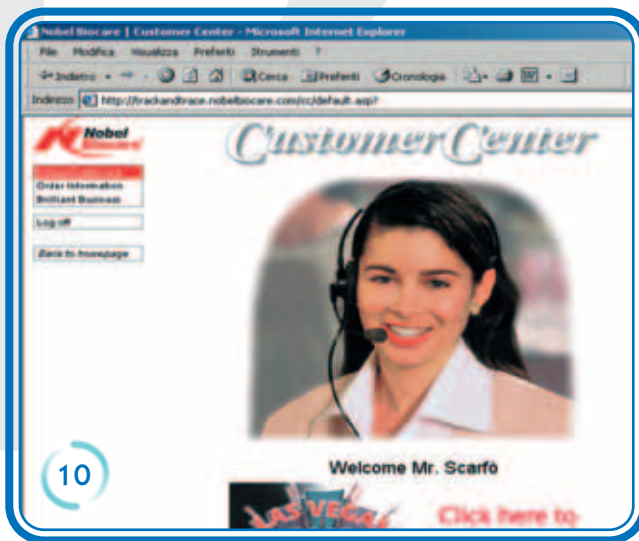 Nobel Biocare | Customer Center - Microsoft Internet Explorer
File Modifica Visualizza Preferiti Strumenti ?
Indietro Cerca Preferiti Cronologia
Indirizzo http://trackandtrace.nobelbiocare.com/cc/default.asp?
Nobel
Biocare
CustomerCenter
Order Information
Brilliant Business
Log off
Back to homepage
Welcome Mr. Scarfò
10
LAS VEGAS
Click here to